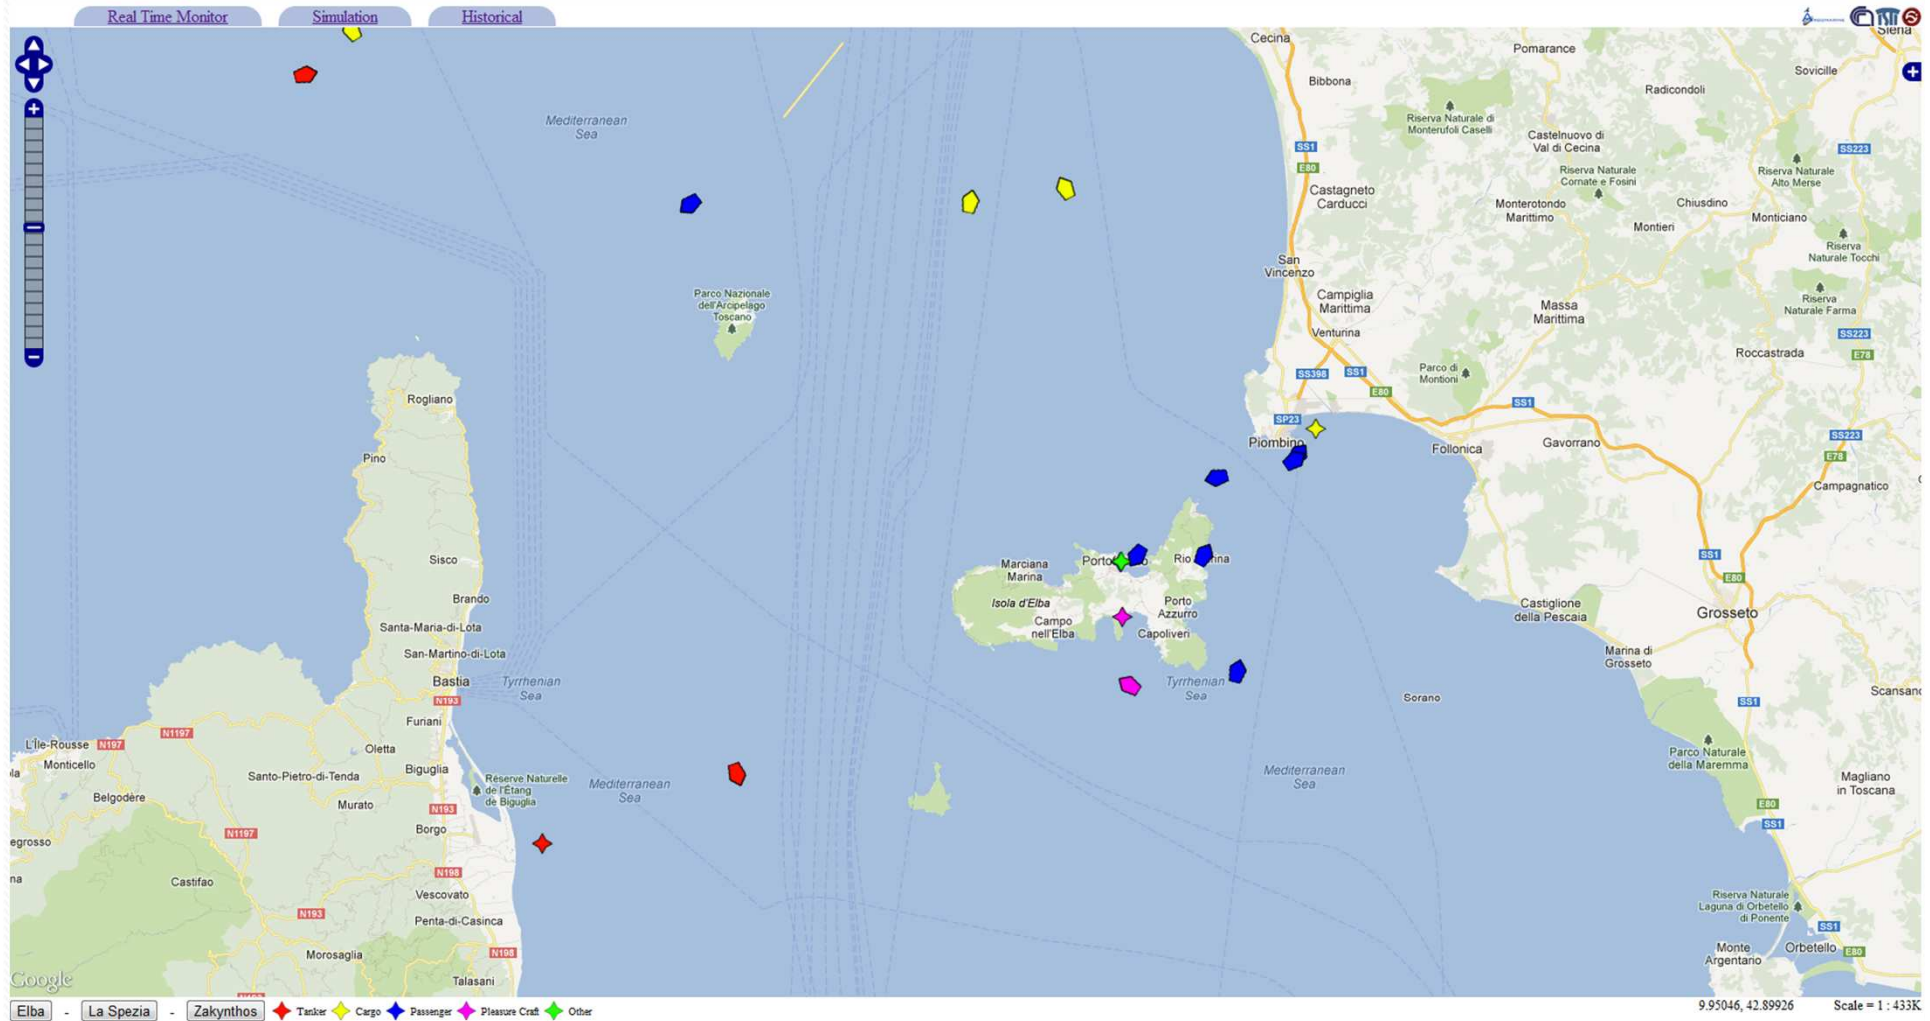 Real Time Monitor
Simulation
Historical
ISTI
Siena
Cecina
Pomarance
Bibbona
Sovicille
Radicondoli
Riserva Naturale di
Monterufoli Caselli
Mediterranean
Sea
Castelnuovo di
Val di Cecina
SS1
SS223
E80
Riserva Naturale
Cornate e Fosini
Riserva Naturale
Alto Merse
Castagneto
Carducci
Monterotondo
Marittimo
Chiusdino
Monticiano
Montieri
Riserva
Naturale Tocchi
San
Vincenzo
Parco Nazionale
dell'Arcipelago
Toscano
Campiglia
Marittima
Massa
Marittima
Riserva
Naturale Farma
Venturina
SS223
E78
Roccastrada
SS398
SS1
Parco di
Montioni
E80
Rogliano
SS1
SP23
Piombino
Follonica
Gavorrano
SS223
E78
Pino
Campagnatico
Sisco
Marciana
Marina
Rio
SS1
E80
Brando
Isola d'Elba
Porto
Azzurro
Castiglione
della Pescaia
Grosseto
Santa-Maria-di-Lota
Campo
nell'Elba
Capoliveri
San-Martino-di-Lota
Marina di
Grosseto
Bastia
Tyrrhenian
Sea
Tyrrhenian
Sea
Sorano
Scansano
N193
SS1
Furiani
N1197
L'Île-Rousse
N197
Oletta
Monticello
Biguglia
Santo-Pietro-di-Tenda
Réserve Naturelle
de l'Étang
de Biguglia
Mediterranean
Sea
Mediterranean
Sea
Parco Naturale
della Maremma
Magliano
in Toscana
Belgodère
Murato
N193
E80
SS1
Borgo
N1197
egrosso
N198
Castifao
Vescovato
N193
Penta-di-Casinca
Riserva Naturale
Laguna di Orbetello
di Ponente
SS1
Morosaglia
N198
Monte
Argentario
Orbetello
E80
Talasani
Google
Elba - La Spezia - Zakynthos Tanker Cargo Passenger Pleasure Craft Other
9.95046, 42.89926 Scale = 1 : 433K